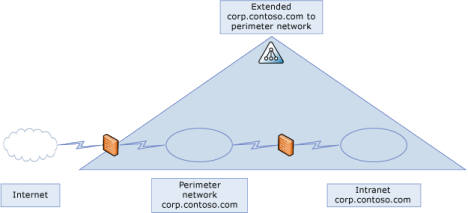 Extended
corp.contoso.com to
perimeter network
Internet
Perimeter
network
corp.contoso.com
Intranet
corp.contoso.com